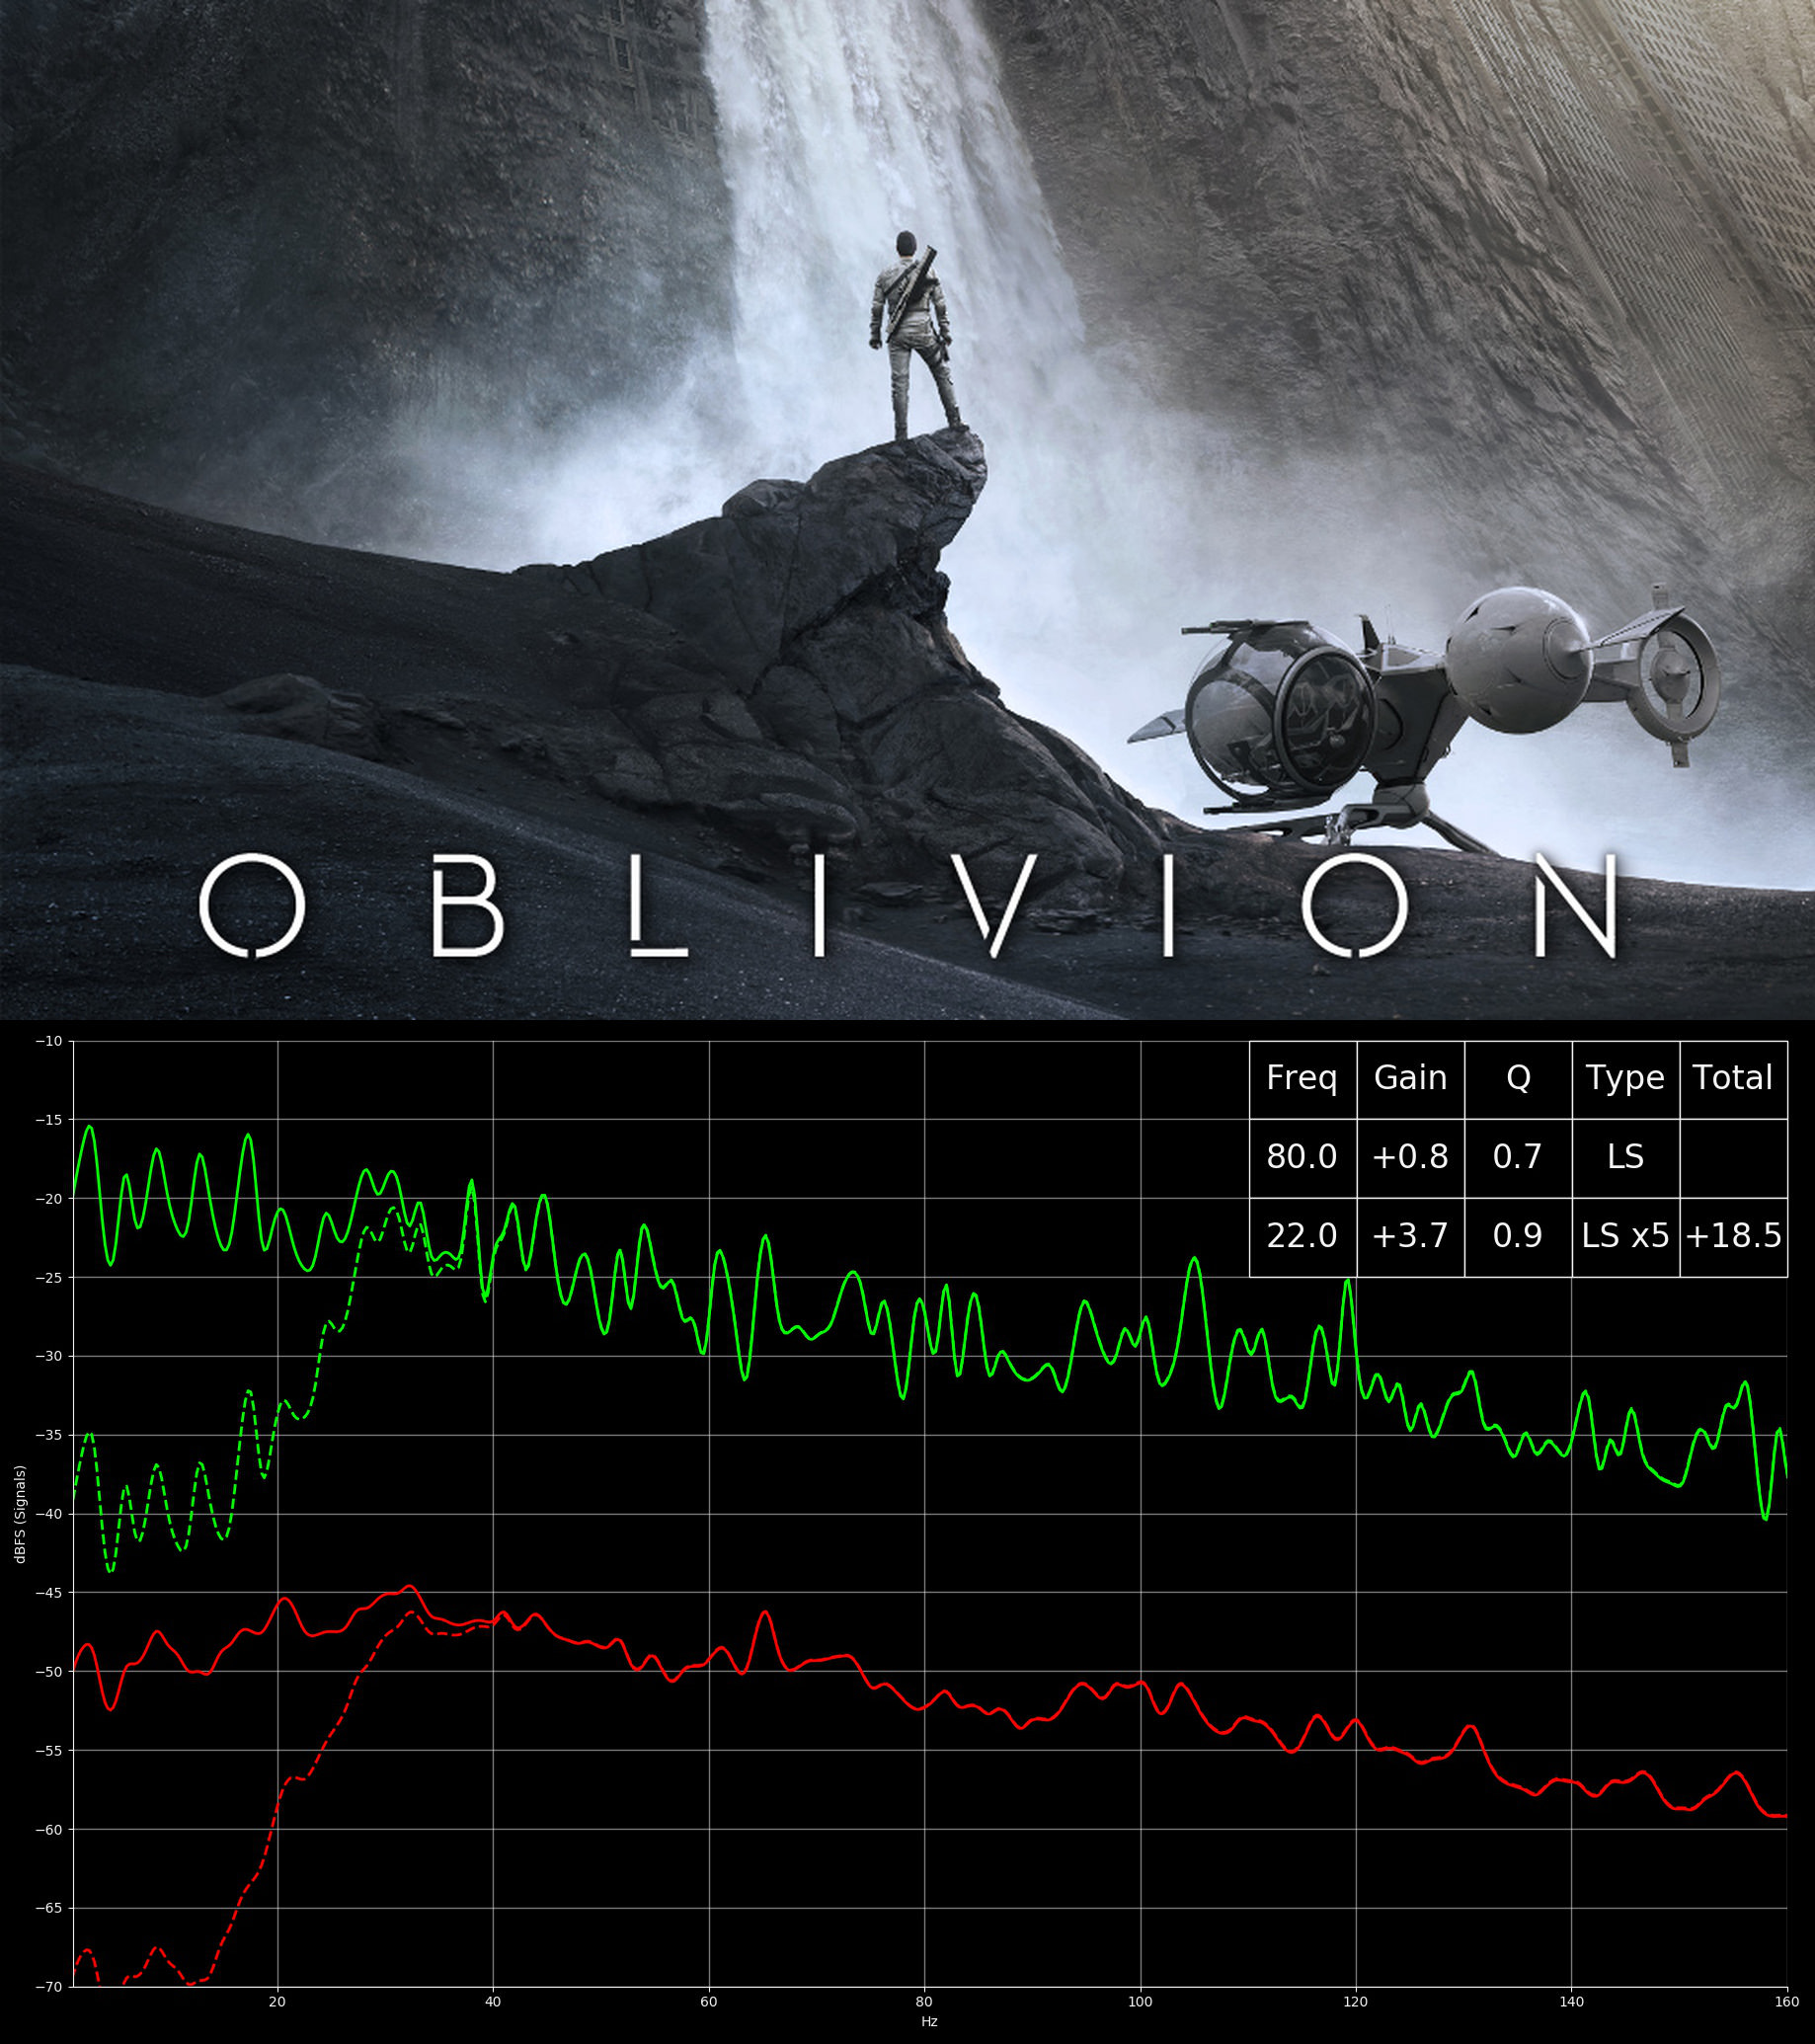 O B L I V I O N
Freq Gain Q Type Total
80.0 +0.8 0.7 LS
22.0 +3.7 0.9 LS x5 +18.5
−10
−15
−20
−25
−30
−35
−40
−45
−50
−55
−60
−65
−70
dBFS (Signals)
20 40 60 80 100 120 140 160
Hz